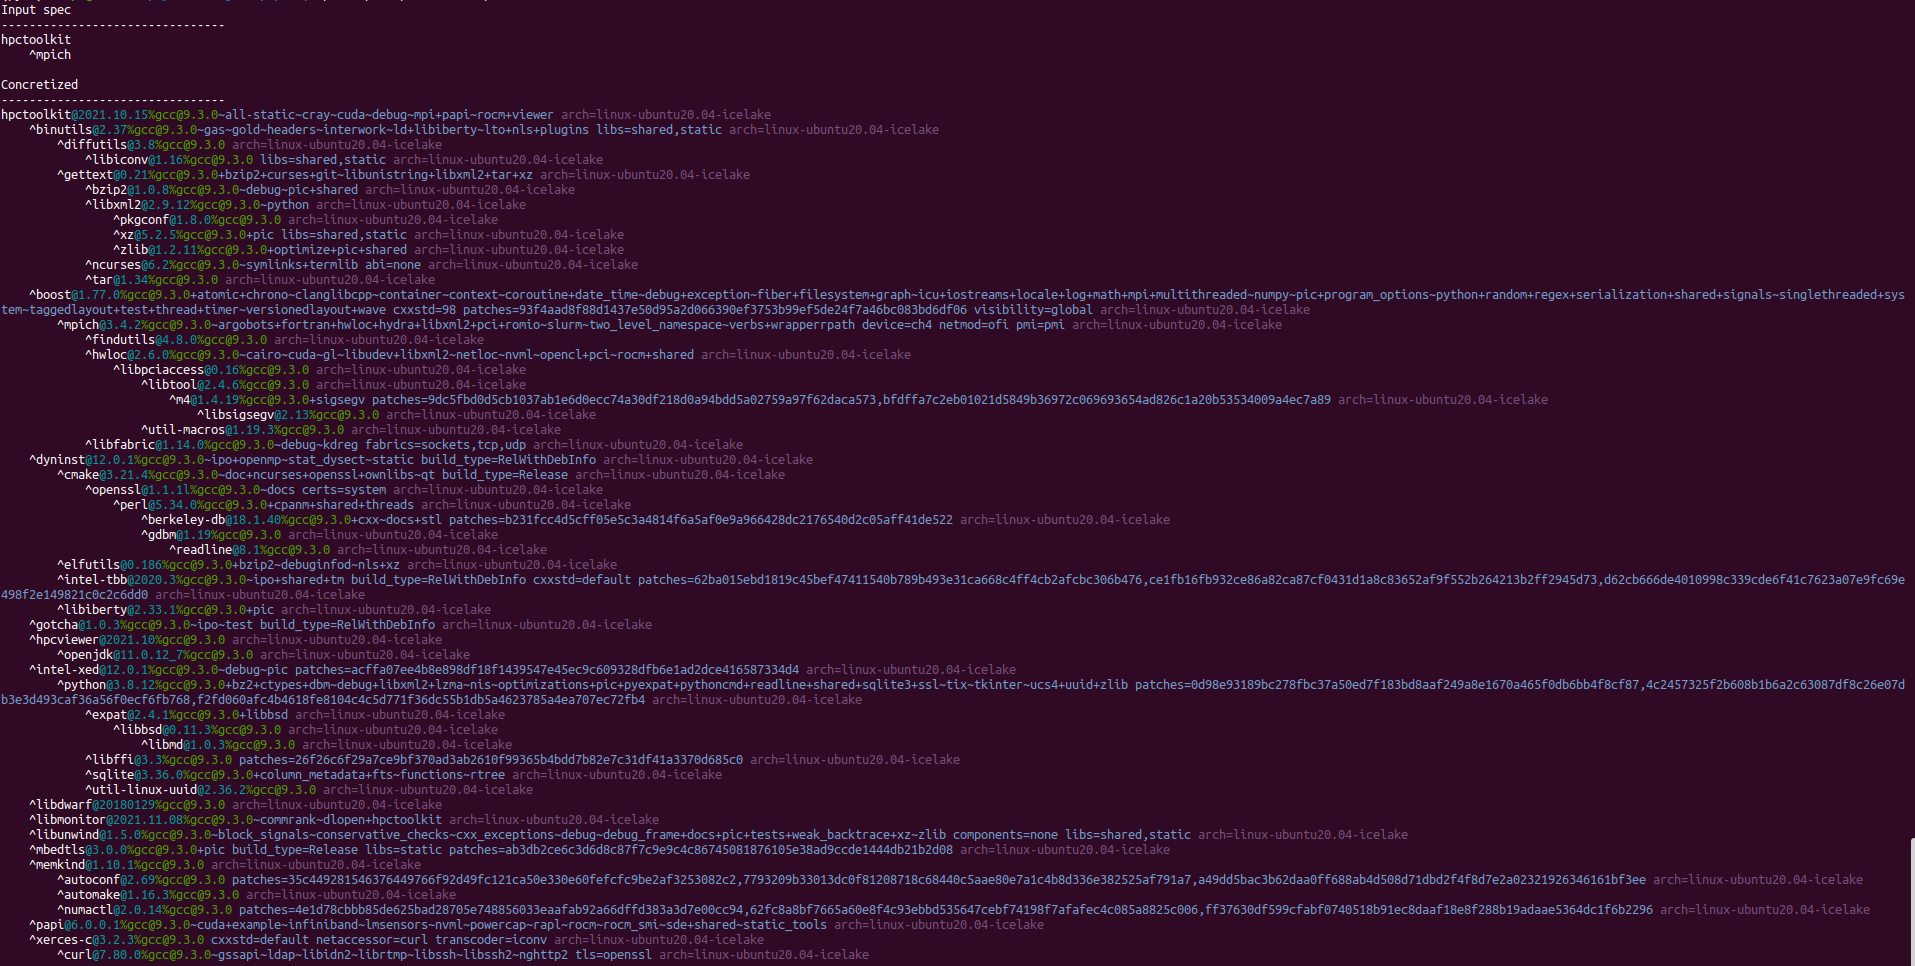 Input spec
--------------------------------
hpctoolkit
    ^mpich

Concretized
--------------------------------
hpctoolkit@2021.10.15%gcc@9.3.0~all-static~cray~cuda~debug~mpi+papi~rocm+viewer arch=linux-ubuntu20.04-icelake
    ^binutils@2.37%gcc@9.3.0~gas~gold~headers~interwork~ld+libiberty~lto+nls+plugins libs=shared,static arch=linux-ubuntu20.04-icelake
        ^diffutils@3.8%gcc@9.3.0 arch=linux-ubuntu20.04-icelake
            ^libiconv@1.16%gcc@9.3.0 libs=shared,static arch=linux-ubuntu20.04-icelake
        ^gettext@0.21%gcc@9.3.0+bzip2+curses+git~libunistring+libxml2+tar+xz arch=linux-ubuntu20.04-icelake
            ^bzip2@1.0.8%gcc@9.3.0~debug~pic+shared arch=linux-ubuntu20.04-icelake
            ^libxml2@2.9.12%gcc@9.3.0~python arch=linux-ubuntu20.04-icelake
                ^pkgconf@1.8.0%gcc@9.3.0 arch=linux-ubuntu20.04-icelake
                ^xz@5.2.5%gcc@9.3.0+pic libs=shared,static arch=linux-ubuntu20.04-icelake
                ^zlib@1.2.11%gcc@9.3.0+optimize+pic+shared arch=linux-ubuntu20.04-icelake
            ^ncurses@6.2%gcc@9.3.0~symlinks+termlib abi=none arch=linux-ubuntu20.04-icelake
            ^tar@1.34%gcc@9.3.0 arch=linux-ubuntu20.04-icelake
    ^boost@1.77.0%gcc@9.3.0+atomic+chrono~clanglibcpp~container~context~coroutine+date_time~debug+exception~fiber+filesystem+graph~icu+iostreams+locale+log+math+mpi+multithreaded~numpy~pic+program_options~python+random+regex+serialization+shared+signals~singlethreaded+sys
tem~taggedlayout+test+thread+timer~versionedlayout+wave cxxstd=98 patches=93f4aad8f88d1437e50d95a2d066390ef3753b99ef5de24f7a46bc083bd6df06 visibility=global arch=linux-ubuntu20.04-icelake
        ^mpich@3.4.2%gcc@9.3.0~argobots+fortran+hwloc+hydra+libxml2+pci+romio~slurm~two_level_namespace~verbs+wrapperrpath device=ch4 netmod=ofi pmi=pmi arch=linux-ubuntu20.04-icelake
            ^findutils@4.8.0%gcc@9.3.0 arch=linux-ubuntu20.04-icelake
            ^hwloc@2.6.0%gcc@9.3.0~cairo~cuda~gl~libudev+libxml2~netloc~nvml~opencl+pci~rocm+shared arch=linux-ubuntu20.04-icelake
                ^libpciaccess@0.16%gcc@9.3.0 arch=linux-ubuntu20.04-icelake
                    ^libtool@2.4.6%gcc@9.3.0 arch=linux-ubuntu20.04-icelake
                        ^m4@1.4.19%gcc@9.3.0+sigsegv patches=9dc5fbd0d5cb1037ab1e6d0ecc74a30df218d0a94bdd5a02759a97f62daca573,bfdffa7c2eb01021d5849b36972c069693654ad826c1a20b53534009a4ec7a89 arch=linux-ubuntu20.04-icelake
                            ^libsigsegv@2.13%gcc@9.3.0 arch=linux-ubuntu20.04-icelake
                    ^util-macros@1.19.3%gcc@9.3.0 arch=linux-ubuntu20.04-icelake
            ^libfabric@1.14.0%gcc@9.3.0~debug~kdreg fabrics=sockets,tcp,udp arch=linux-ubuntu20.04-icelake
    ^dyninst@12.0.1%gcc@9.3.0~ipo+openmp~stat_dysect~static build_type=RelWithDebInfo arch=linux-ubuntu20.04-icelake
        ^cmake@3.21.4%gcc@9.3.0~doc+ncurses+openssl+ownlibs~qt build_type=Release arch=linux-ubuntu20.04-icelake
            ^openssl@1.1.1l%gcc@9.3.0~docs certs=system arch=linux-ubuntu20.04-icelake
                ^perl@5.34.0%gcc@9.3.0+cpanm+shared+threads arch=linux-ubuntu20.04-icelake
                    ^berkeley-db@18.1.40%gcc@9.3.0+cxx~docs+stl patches=b231fcc4d5cff05e5c3a4814f6a5af0e9a966428dc2176540d2c05aff41de522 arch=linux-ubuntu20.04-icelake
                    ^gdbm@1.19%gcc@9.3.0 arch=linux-ubuntu20.04-icelake
                        ^readline@8.1%gcc@9.3.0 arch=linux-ubuntu20.04-icelake
        ^elfutils@0.186%gcc@9.3.0+bzip2~debuginfod~nls+xz arch=linux-ubuntu20.04-icelake
        ^intel-tbb@2020.3%gcc@9.3.0~ipo+shared+tm build_type=RelWithDebInfo cxxstd=default patches=62ba015ebd1819c45bef47411540b789b493e31ca668c4ff4cb2afcbc306b476,ce1fb16fb932ce86a82ca87cf0431d1a8c83652af9f552b264213b2ff2945d73,d62cb666de4010998c339cde6f41c7623a07e9fc69e
498f2e149821c0c2c6dd0 arch=linux-ubuntu20.04-icelake
        ^libiberty@2.33.1%gcc@9.3.0+pic arch=linux-ubuntu20.04-icelake
    ^gotcha@1.0.3%gcc@9.3.0~ipo~test build_type=RelWithDebInfo arch=linux-ubuntu20.04-icelake
    ^hpcviewer@2021.10%gcc@9.3.0 arch=linux-ubuntu20.04-icelake
        ^openjdk@11.0.12_7%gcc@9.3.0 arch=linux-ubuntu20.04-icelake
    ^intel-xed@12.0.1%gcc@9.3.0~debug~pic patches=acffa07ee4b8e898df18f1439547e45ec9c609328dfb6e1ad2dce416587334d4 arch=linux-ubuntu20.04-icelake
        ^python@3.8.12%gcc@9.3.0+bz2+ctypes+dbm~debug+libxml2+lzma~nis~optimizations+pic+pyexpat+pythoncmd+readline+shared+sqlite3+ssl~tix~tkinter~ucs4+uuid+zlib patches=0d98e93189bc278fbc37a50ed7f183bd8aaf249a8e1670a465f0db6bb4f8cf87,4c2457325f2b608b1b6a2c63087df8c26e07d
b3e3d493caf36a56f0ecf6fb768,f2fd060afc4b4618fe8104c4c5d771f36dc55b1db5a4623785a4ea707ec72fb4 arch=linux-ubuntu20.04-icelake
            ^expat@2.4.1%gcc@9.3.0+libbsd arch=linux-ubuntu20.04-icelake
                ^libbsd@0.11.3%gcc@9.3.0 arch=linux-ubuntu20.04-icelake
                    ^libmd@1.0.3%gcc@9.3.0 arch=linux-ubuntu20.04-icelake
            ^libffi@3.3%gcc@9.3.0 patches=26f26c6f29a7ce9bf370ad3ab2610f99365b4bdd7b82e7c31df41a3370d685c0 arch=linux-ubuntu20.04-icelake
            ^sqlite@3.36.0%gcc@9.3.0+column_metadata+fts~functions~rtree arch=linux-ubuntu20.04-icelake
            ^util-linux-uuid@2.36.2%gcc@9.3.0 arch=linux-ubuntu20.04-icelake
    ^libdwarf@20180129%gcc@9.3.0 arch=linux-ubuntu20.04-icelake
    ^libmonitor@2021.11.08%gcc@9.3.0~commrank~dlopen+hpctoolkit arch=linux-ubuntu20.04-icelake
    ^libunwind@1.5.0%gcc@9.3.0~block_signals~conservative_checks~cxx_exceptions~debug~debug_frame+docs+pic+tests+weak_backtrace+xz~zlib components=none libs=shared,static arch=linux-ubuntu20.04-icelake
    ^mbedtls@3.0.0%gcc@9.3.0+pic build_type=Release libs=static patches=ab3db2ce6c3d6d8c87f7c9e9c4c86745081876105e38ad9ccde1444db21b2d08 arch=linux-ubuntu20.04-icelake
    ^memkind@1.10.1%gcc@9.3.0 arch=linux-ubuntu20.04-icelake
        ^autoconf@2.69%gcc@9.3.0 patches=35c449281546376449766f92d49fc121ca50e330e60fefcfc9be2af3253082c2,7793209b33013dc0f81208718c68440c5aae80e7a1c4b8d336e382525af791a7,a49dd5bac3b62daa0ff688ab4d508d71dbd2f4f8d7e2a02321926346161bf3ee arch=linux-ubuntu20.04-icelake
        ^automake@1.16.3%gcc@9.3.0 arch=linux-ubuntu20.04-icelake
        ^numactl@2.0.14%gcc@9.3.0 patches=4e1d78cbbb85de625bad28705e748856033eaafab92a66dffd383a3d7e00cc94,62fc8a8bf7665a60e8f4c93ebbd535647cebf74198f7afafec4c085a8825c006,ff37630df599cfabf0740518b91ec8daaf18e8f288b19adaae5364dc1f6b2296 arch=linux-ubuntu20.04-icelake
    ^papi@6.0.0.1%gcc@9.3.0~cuda+example~infiniband~lmsensors~nvml~powercap~rapl~rocm~rocm_smi~sde+shared~static_tools arch=linux-ubuntu20.04-icelake
    ^xerces-c@3.2.3%gcc@9.3.0 cxxstd=default netaccessor=curl transcoder=iconv arch=linux-ubuntu20.04-icelake
        ^curl@7.80.0%gcc@9.3.0~gssapi~ldap~libidn2~librtmp~libssh~libssh2~nghttp2 tls=openssl arch=linux-ubuntu20.04-icelake